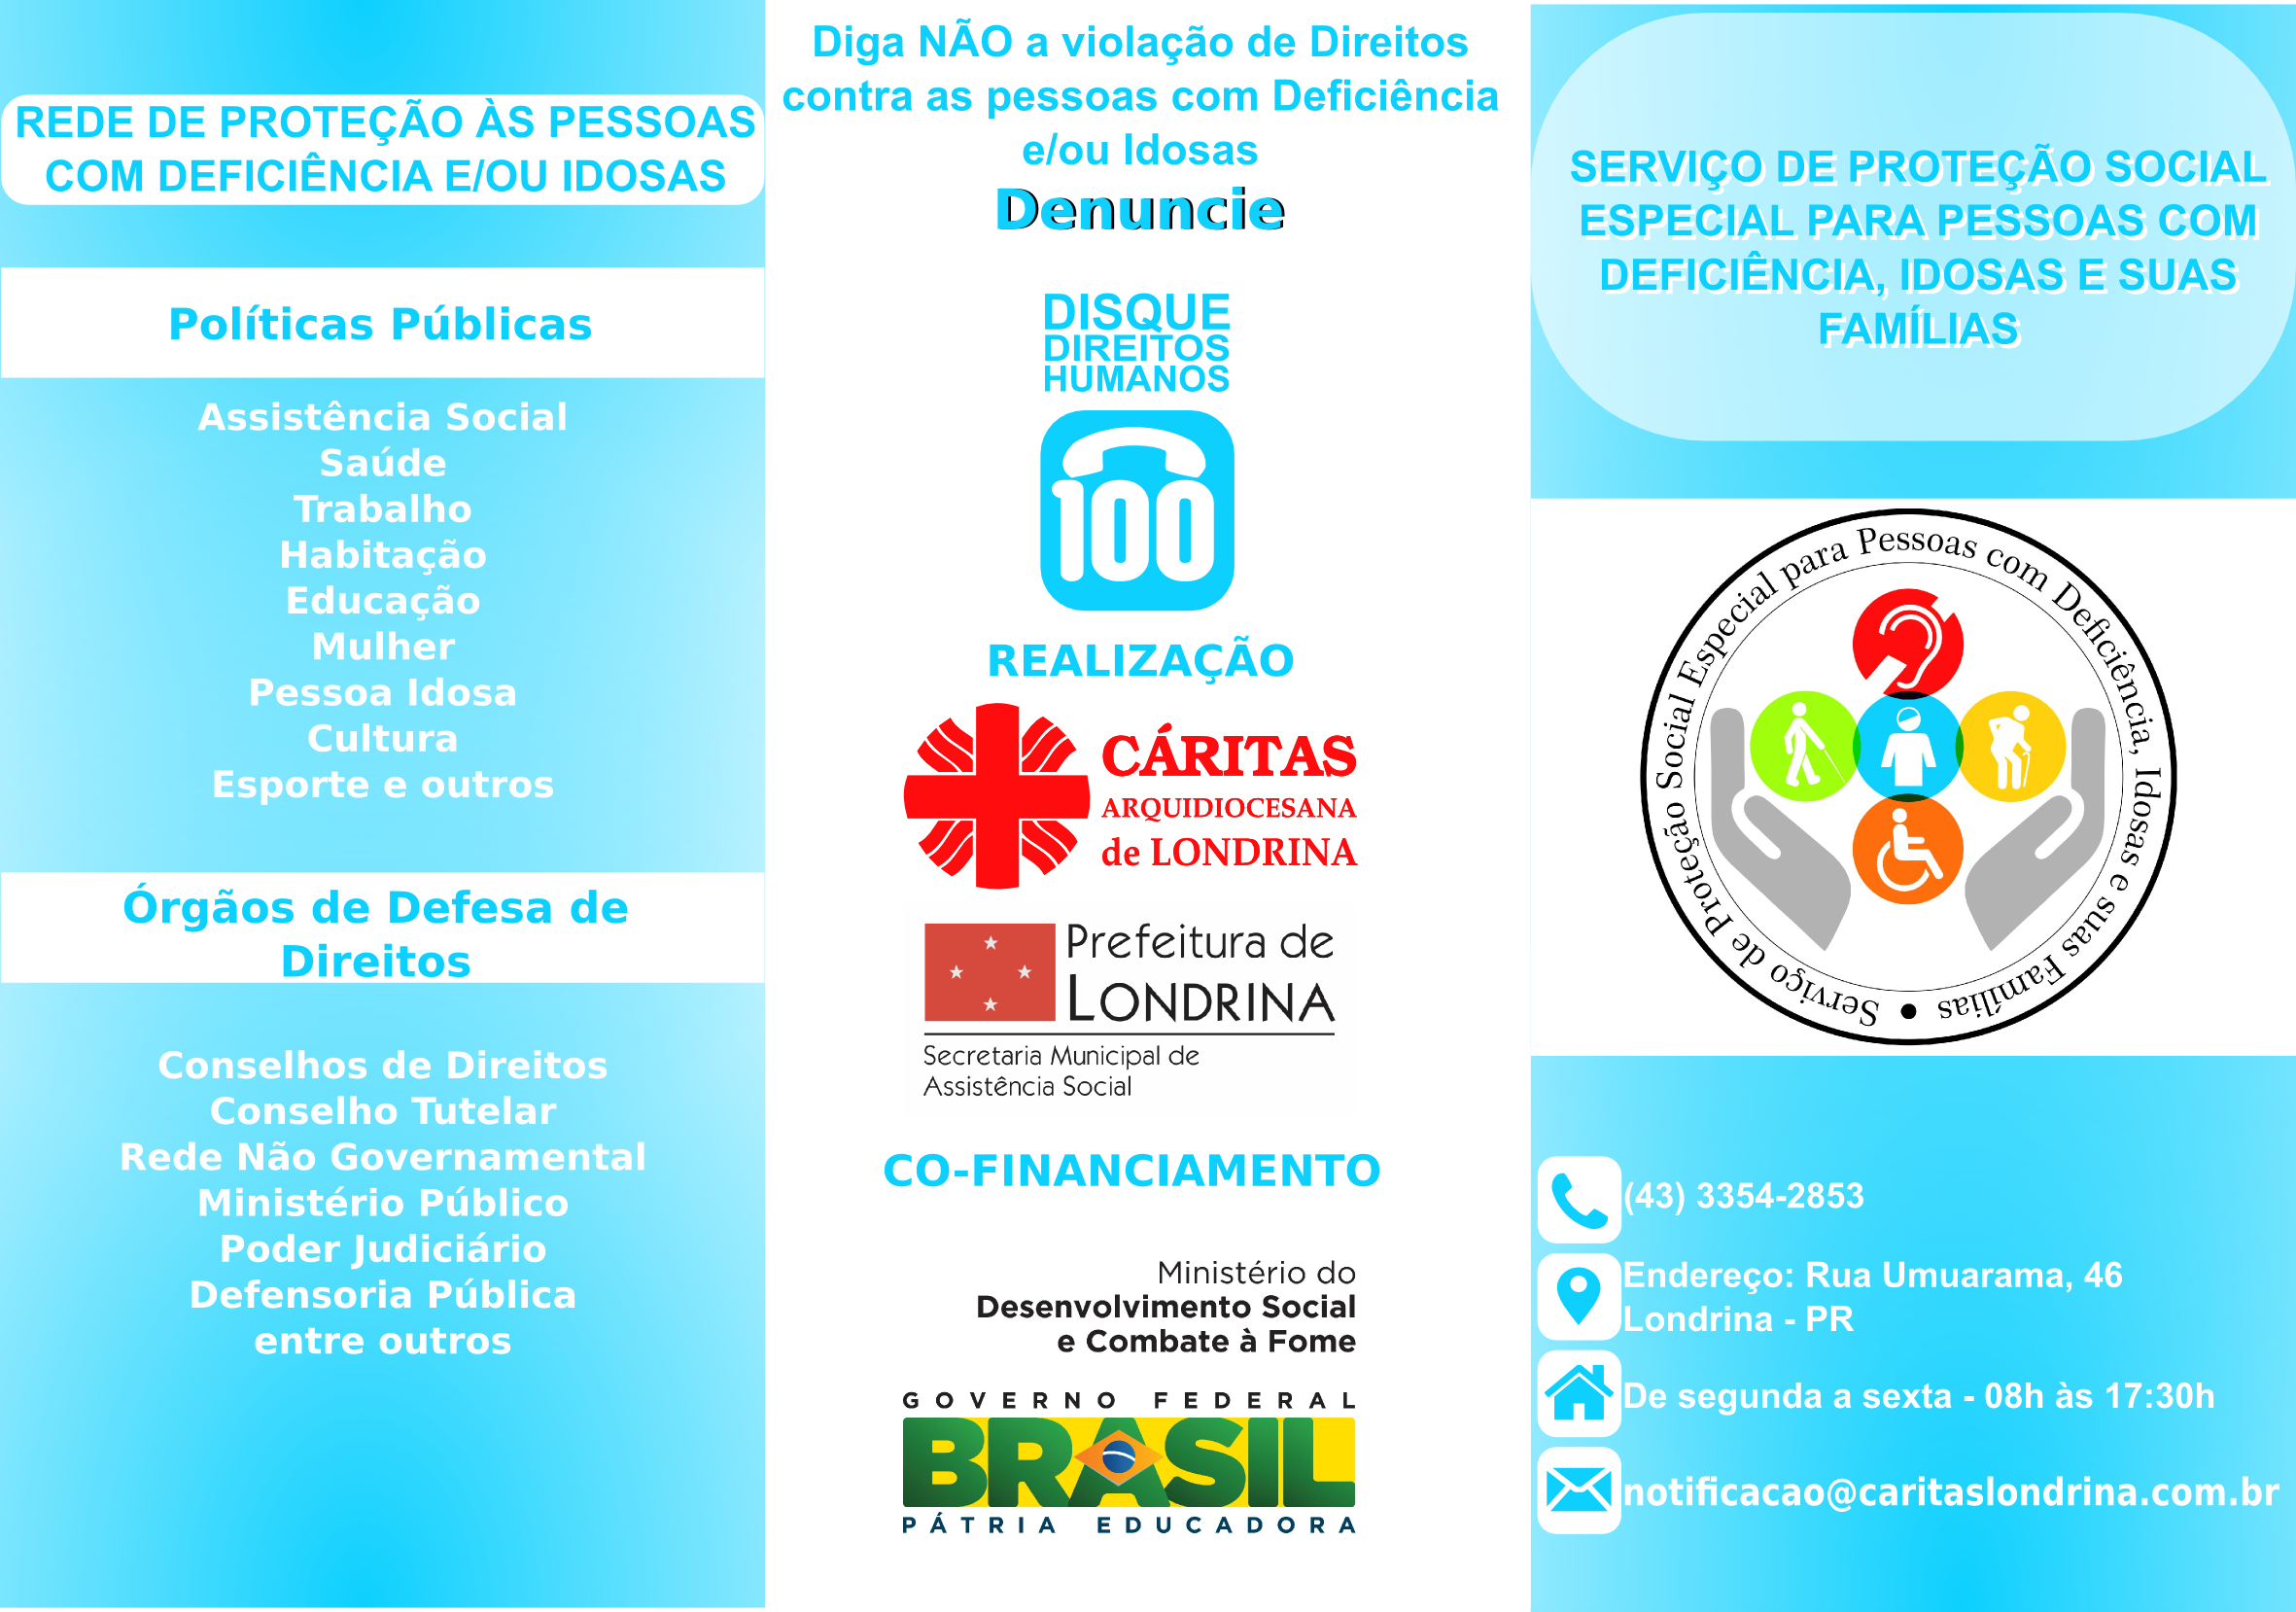 REDE DE PROTEÇÃO ÀS PESSOAS
COM DEFICIÊNCIA E/OU IDOSAS
Políticas Públicas
Assistência Social
Saúde
Trabalho
Habitação
Educação
Mulher
Pessoa Idosa
Cultura
Esporte e outros
Órgãos de Defesa de
Direitos
Conselhos de Direitos
Conselho Tutelar
Rede Não Governamental
Ministério Público
Poder Judiciário
Defensoria Pública
entre outros
Diga NÃO a violação de Direitos
contra as pessoas com Deficiência
e/ou Idosas
Denuncie
DISQUE
DIREITOS
HUMANOS
100
REALIZAÇÃO
CÁRITAS
ARQUIDIOCESANA
de LONDRINA
Prefeitura de
LONDRINA
Secretaria Municipal de
Assistência Social
CO-FINANCIAMENTO
Ministério do
Desenvolvimento Social
e Combate à Fome
GOVERNO FEDERAL
BRASIL
PÁTRIA EDUCADORA
SERVIÇO DE PROTEÇÃO SOCIAL
ESPECIAL PARA PESSOAS COM
DEFICIÊNCIA, IDOSAS E SUAS
FAMÍLIAS
Serviço de Proteção Social Especial para Pessoas com Deficiência, Idosas e suas Famílias •
(43) 3354-2853
Endereço: Rua Umuarama, 46
Londrina - PR
De segunda a sexta - 08h às 17:30h
notificacao@caritaslondrina.com.br